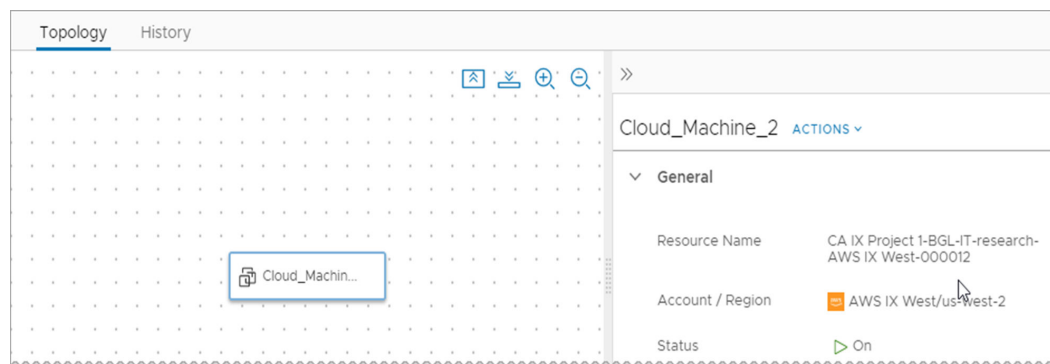 Topology History
Cloud_Machin...
Cloud_Machine_2 ACTIONS
General
Resource Name CA IX Project 1-BGL-IT-research-
AWS IX West-000012
Account / Region AWS IX West/us-west-2
Status On